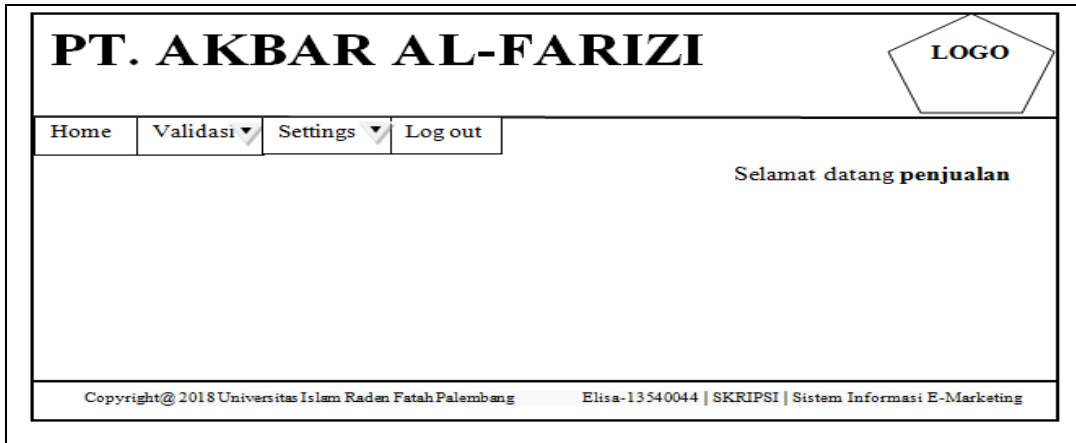 PT. AKBAR AL-FARIZI
LOGO
Home Validasi Settings Log out
Selamat datang penjualan
Copyright@2018 Universitas Islam Raden Fatah Palembang Elisa-13540044 | SKRIPSI | Sistem Informasi E-Marketing